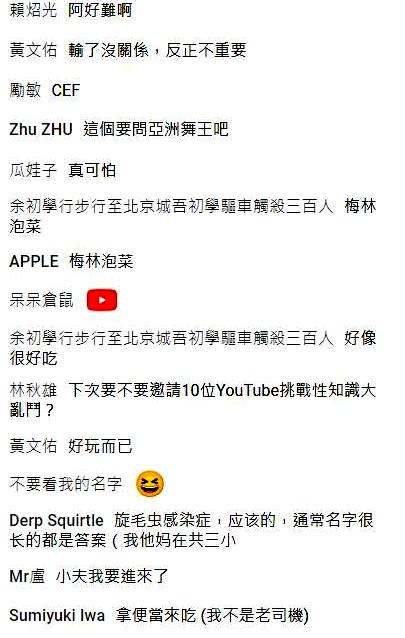 賴炤光 阿好難啊
黃文佑 輸了沒關係，反正不重要
勵敏 CEF
Zhu ZHU 這個要問亞洲舞王吧
瓜娃子 真可怕
余初學行步行至北京城吾初學驅車觸殺三百人 梅林
泡菜
APPLE 梅林泡菜
呆呆倉鼠
余初學行步行至北京城吾初學驅車觸殺三百人 好像
很好吃
林秋雄 下次要不要邀請10位YouTube挑戰性知識大
亂鬥？
黃文佑 好玩而已
不要看我的名字 😆
Derp Squirtle 旋毛虫感染症，应该的，通常名字很
长的都是答案 ( 我他妈在共三小
Mr盧 小夫我要進來了
Sumiyuki Iwa 拿便當來吃 (我不是老司機)